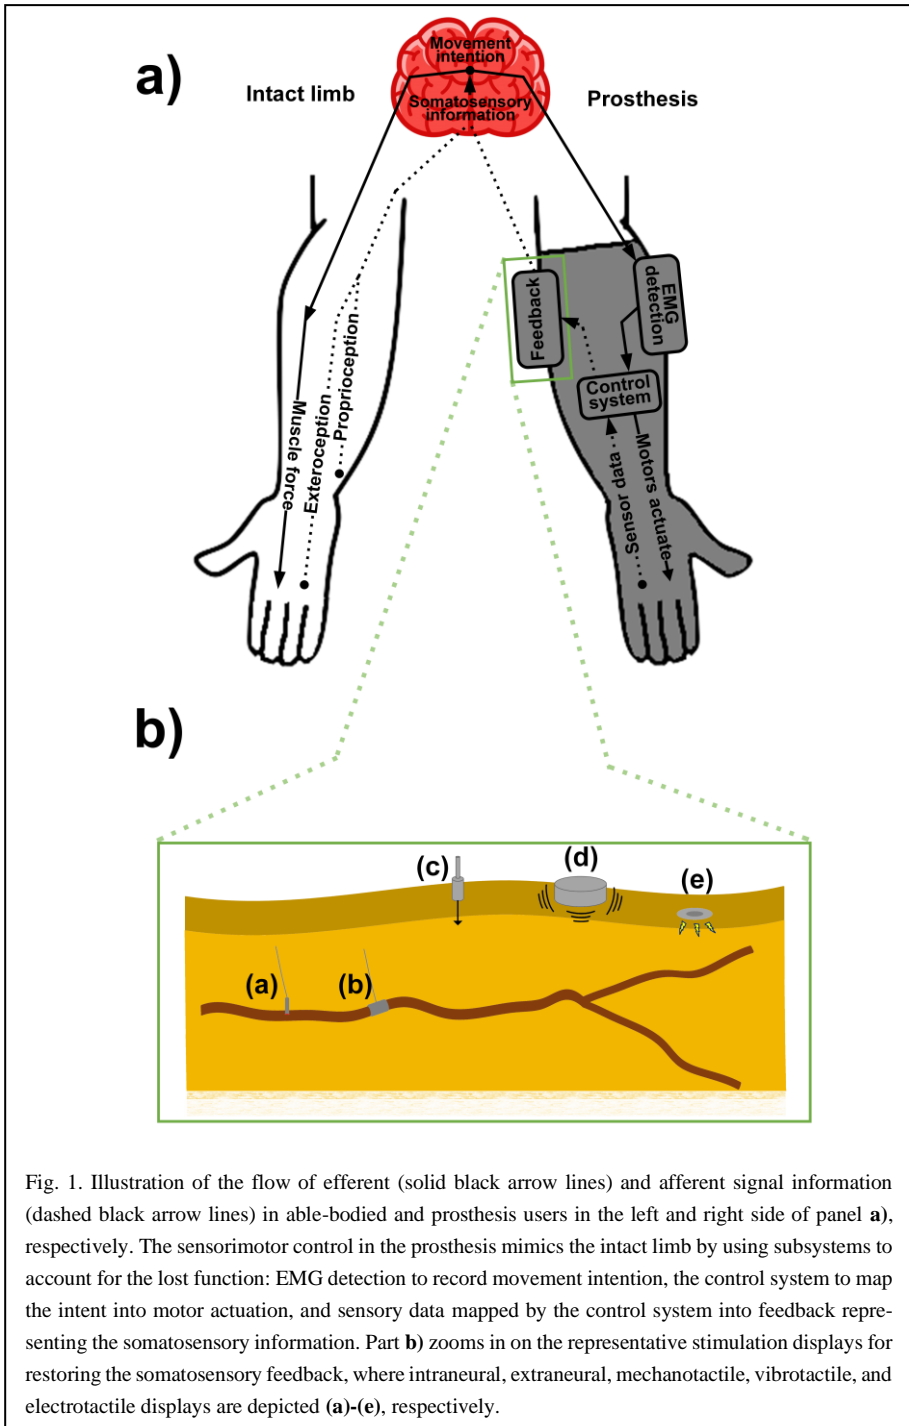 a)
Movement
intention
Intact limb
Somatosensory
information
Prosthesis
Muscle force
Exteroception
Proprioception
Feedback
EMG
detection
Control
system
Sensor data
Motors actuate
b)
(a)
(b)
(c)
(d)
(e)
Fig. 1. Illustration of the flow of efferent (solid black arrow lines) and afferent signal information
(dashed black arrow lines) in able-bodied and prosthesis users in the left and right side of panel a),
respectively. The sensorimotor control in the prosthesis mimics the intact limb by using subsystems to
account for the lost function: EMG detection to record movement intention, the control system to map
the intent into motor actuation, and sensory data mapped by the control system into feedback repre-
senting the somatosensory information. Part b) zooms in on the representative stimulation displays for
restoring the somatosensory feedback, where intraneural, extraneural, mechanotactile, vibrotactile, and
electrotactile displays are depicted (a)-(e), respectively.